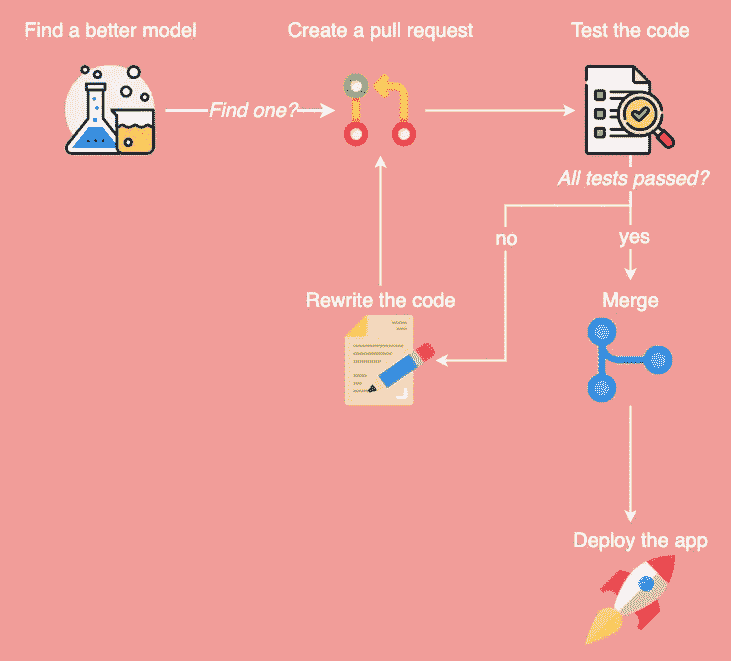 Find a better model
Create a pull request
Test the code
Find one?
All tests passed?
no
yes
Rewrite the code
Merge
Deploy the app